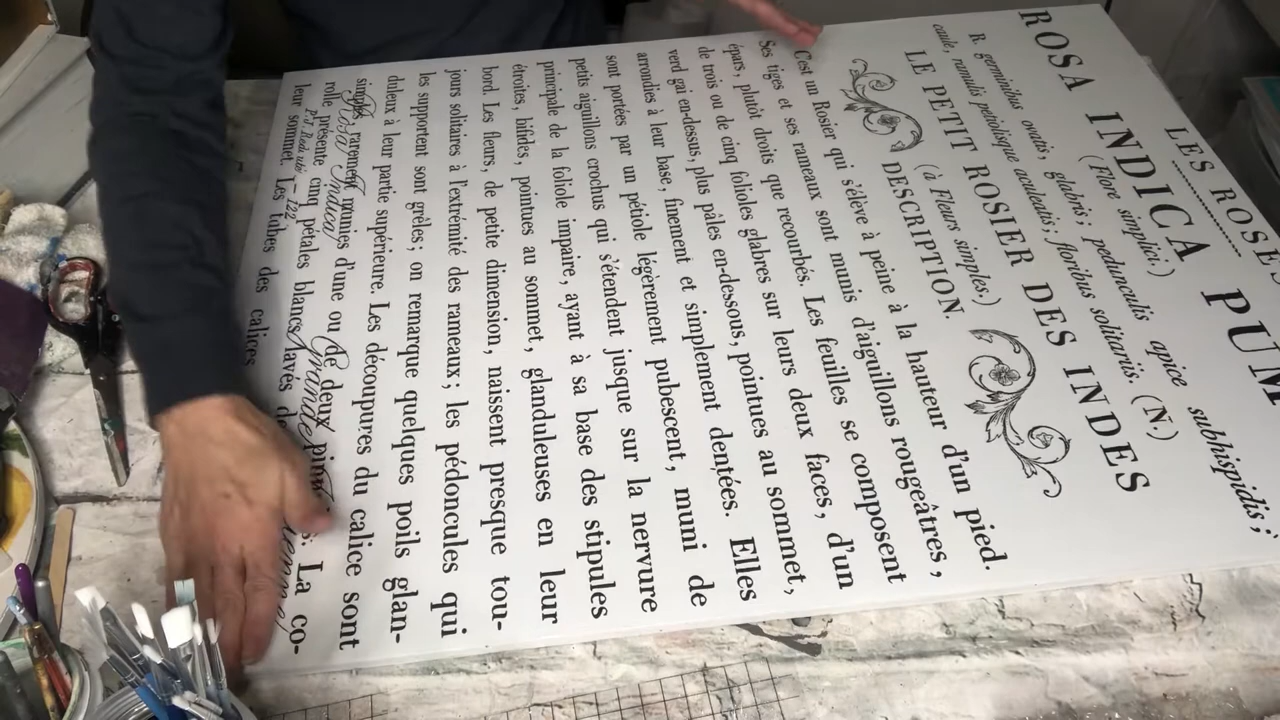 LES ROSES
ROSA INDICA PUM
(Flore simplici.)
R. germinibus ovatis, glabris; pedunculis apice subhispidis;
caule, ramulis petiolisque aculeatis; floribus solitariis. (N.)
LE PETIT ROSIER DES INDES
(à Fleurs simples.)
DESCRIPTION.
C'est un Rosier qui s'élève à peine à la hauteur d'un pied.
Ses tiges et ses rameaux sont munis d'aiguillons rougeâtres,
épars, plutôt droits que recourbés. Les feuilles se composent
de trois ou de cinq folioles glabres sur leurs deux faces, d'un
verd gai en-dessus, plus pâles en-dessous, pointues au sommet,
arrondies à leur base, finement et simplement dentées. Elles
sont portées par un pétiole légèrement pubescent, muni de
petits aiguillons crochus qui s'étendent jusque sur la nervure
principale de la foliole impaire, ayant à sa base des stipules
étroites, bifides, pointues au sommet, glanduleuses en leur
bord. Les fleurs, de petite dimension, naissent presque tou-
jours solitaires à l'extrémité des rameaux; les pédoncules qui
les supportent sont grêles; on remarque quelques poils glan-
duleux à leur partie supérieure. Les découpures du calice sont
simples, rarement munies d'une ou de deux
Rosa Indica Grande
rolle présente cinq pétales blancs, lavés de La co-
leur sommet. Les tubes des calices